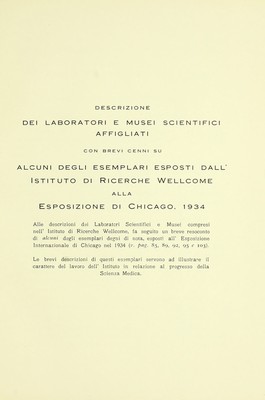 DESCRIZIONE
DEI LABORATORI E MUSEI SCIENTIFICI
AFFIGLIATI
CON BREVI CENNI SU
ALCUNI DEGLI ESEMPLARI ESPOSTI DALL'
ISTITUTO DI RICERCHE WELLCOME
ALLA
ESPOSIZIONE DI CHICAGO, 1934
Alle descrizioni dei Laboratori Scientifici e Musei compresi
nell' Istituto di Ricerche Wellcome, fa seguito un breve resoconto
di alcuni degli esemplari degni di nota, esposti all' Esposizione
Internazionale di Chicago nel 1934 (v. pag. 85, 89, 92, 95 e 103).
Le brevi descrizioni di questi esemplari servono ad illustrare il
carattere del lavoro dell' Istituto in relazione al progresso della
Scienza Medica.